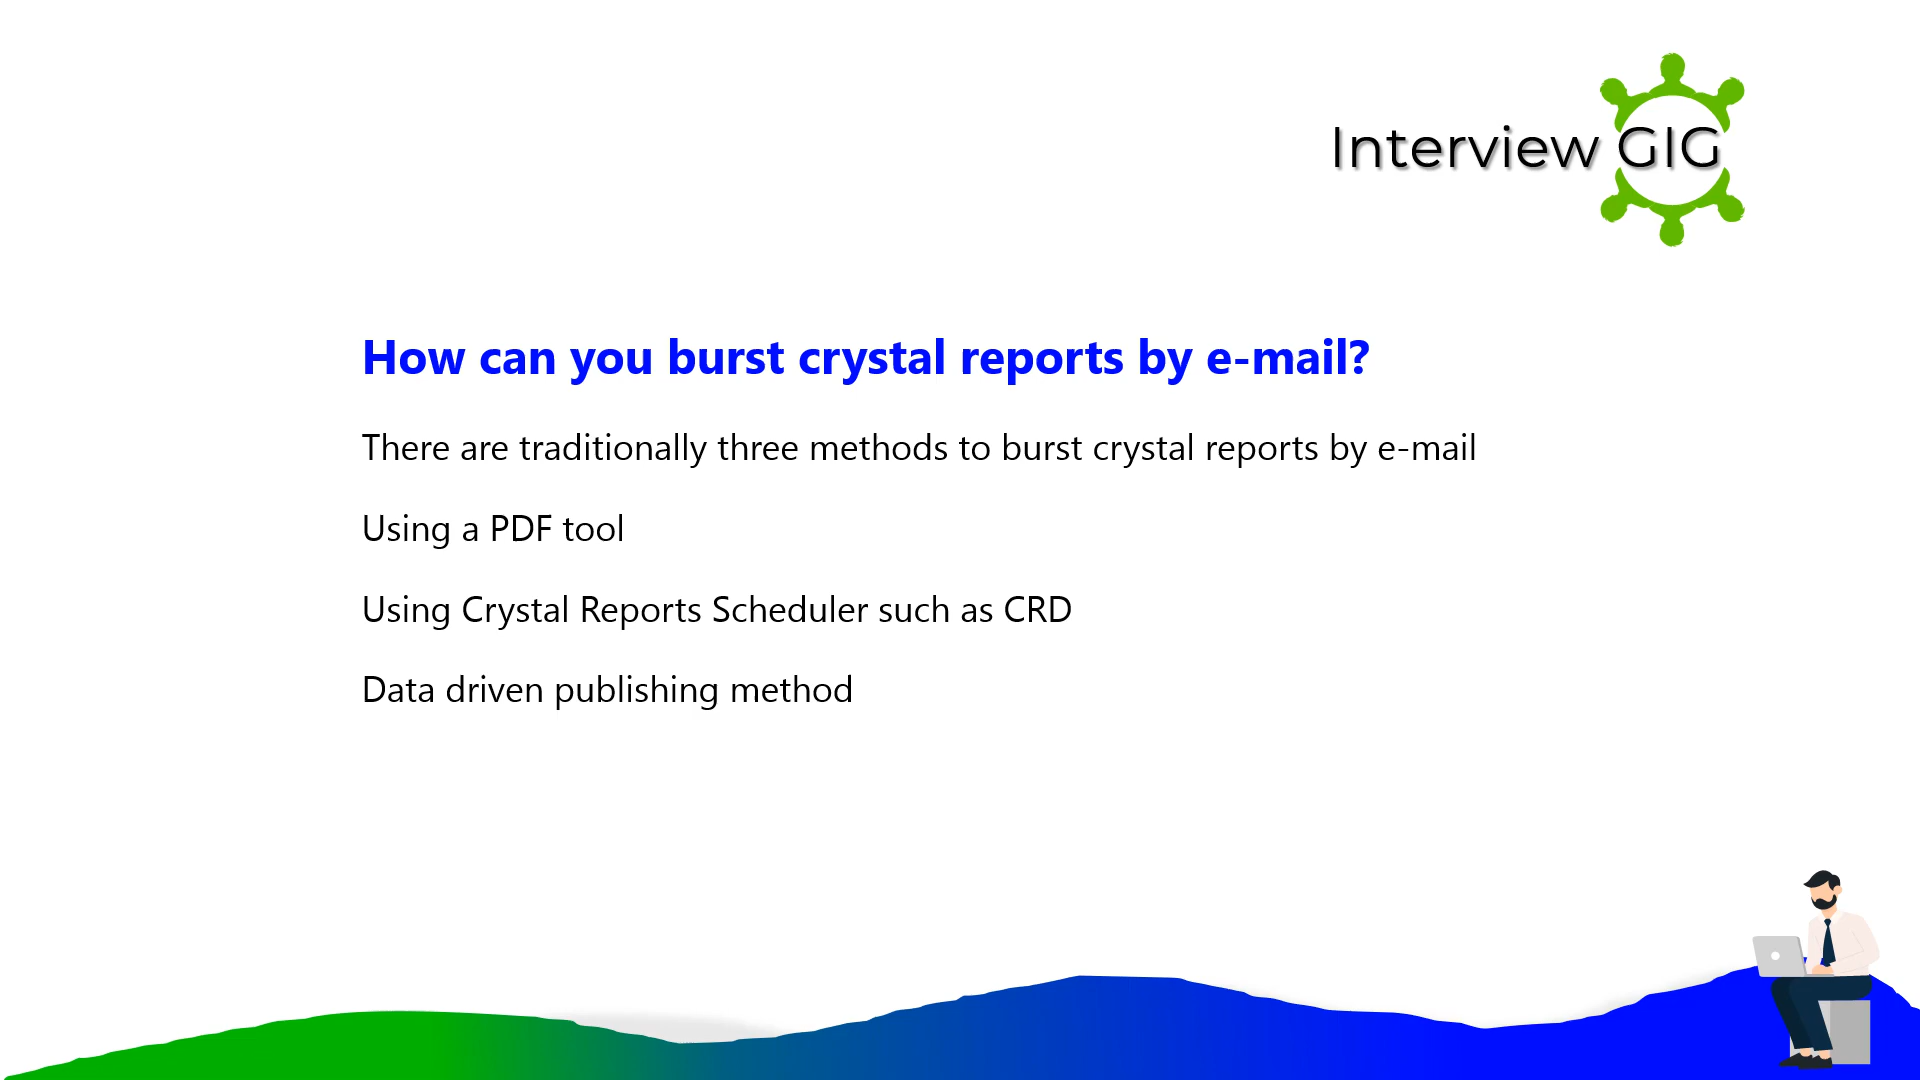 Interview GIG
How can you burst crystal reports by e-mail?
There are traditionally three methods to burst crystal reports by e-mail
Using a PDF tool
Using Crystal Reports Scheduler such as CRD
Data driven publishing method